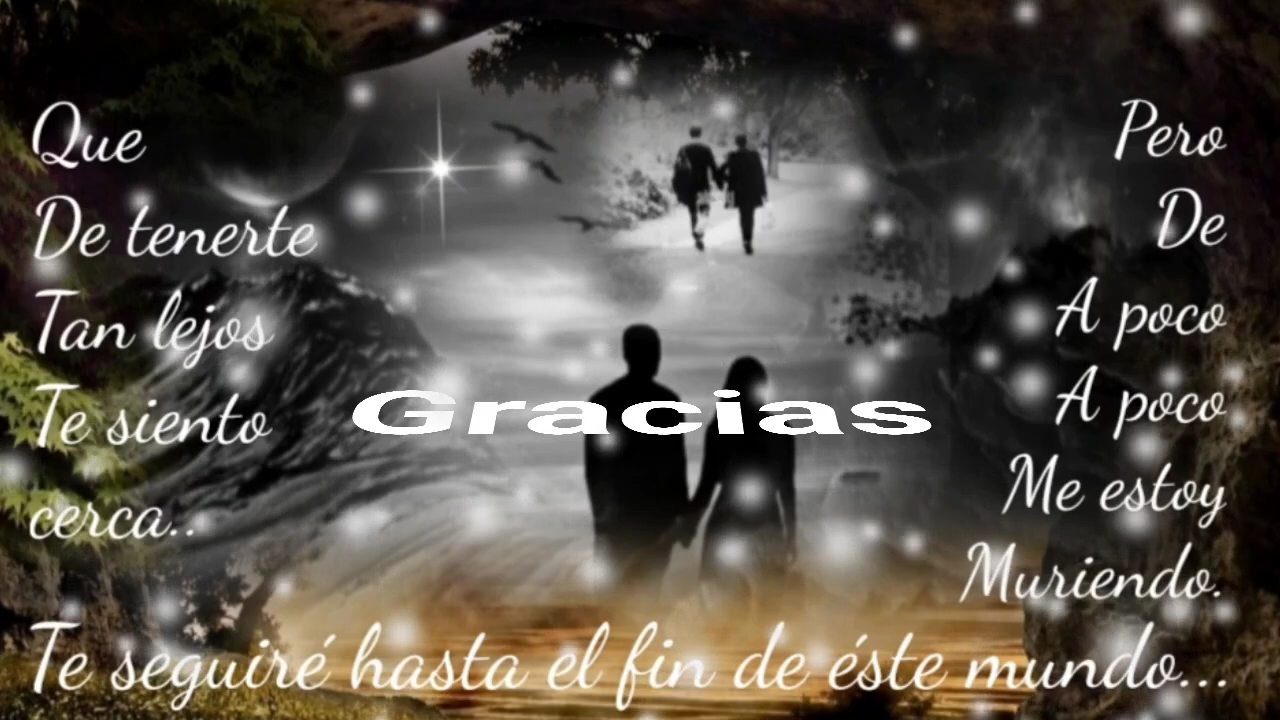 Que
De tenerte
Tan lejos
Te siento
cerca..
Gracias
Pero
De
A poco
A poco
Me estoy
Muriendo.
Te seguiré hasta el fin de éste mundo...